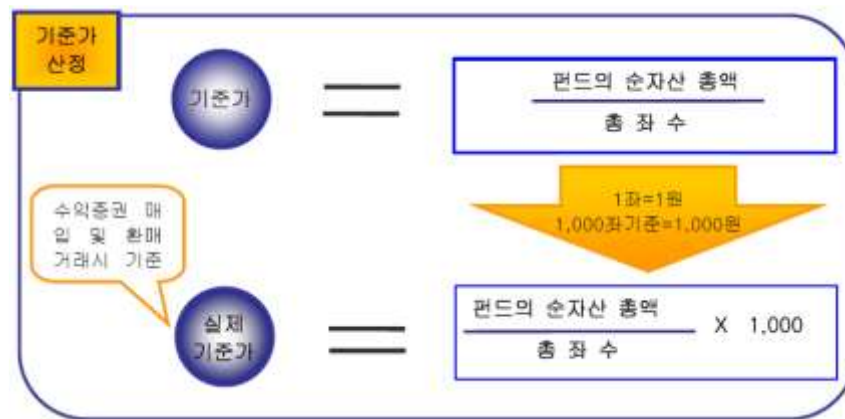 기준가
산정
기준가
펀드의 순자산 총액
총 좌 수
1좌=1원
1,000좌기준=1,000원
수익증권 매
입 및 환매
거래시 기준
실제
기준가
펀드의 순자산 총액
총 좌 수
X 1,000